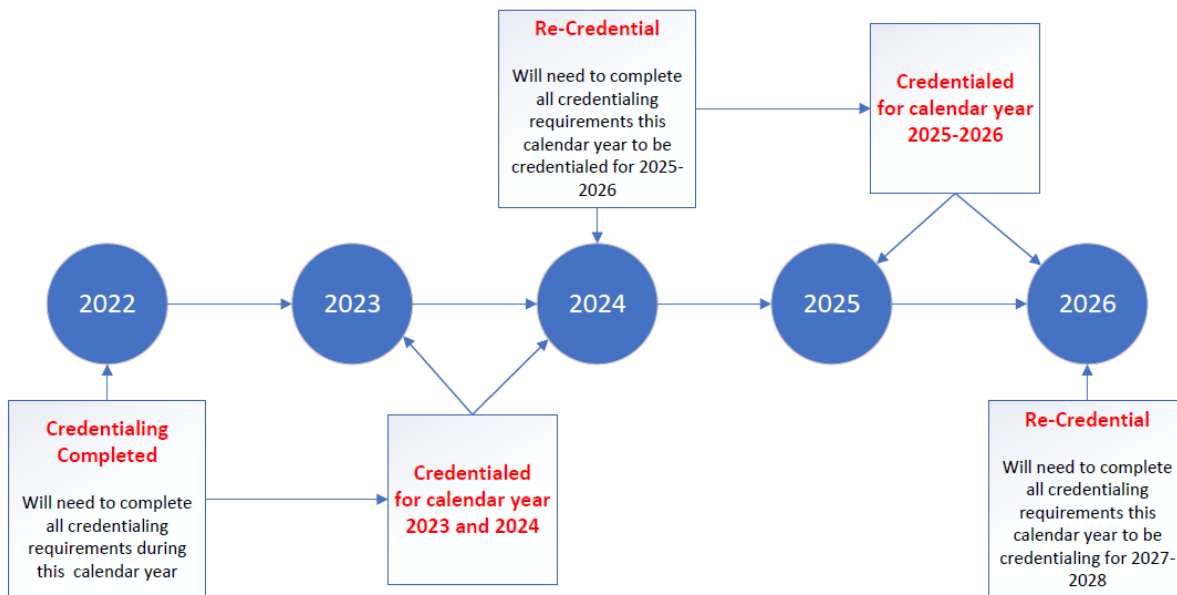 Re-Credential
Will need to complete
all credentialing
requirements this
calendar year to be
credentialed for 2025-
2026
Credentialed
for calendar year
2025-2026
2022
2023
2024
2025
2026
Credentialing
Completed
Will need to complete
all credentialing
requirements during
this calendar year
Credentialed
for calendar year
2023 and 2024
Re-Credential
Will need to complete
all credentialing
requirements this
calendar year to be
credentialing for 2027-
2028